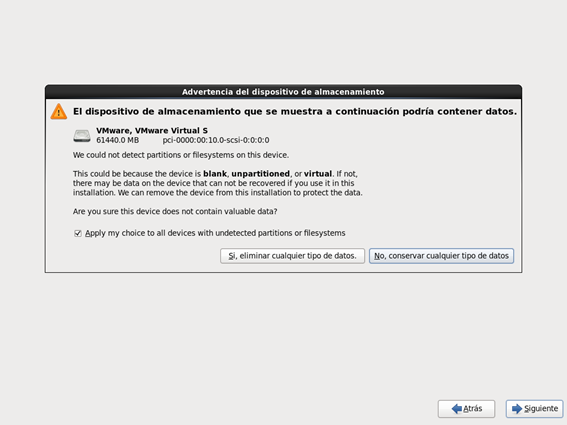 Advertencia del dispositivo de almacenamiento
El dispositivo de almacenamiento que se muestra a continuación podría contener datos.
VMware, VMware Virtual S
61440.0 MB pci-0000:00:10.0-scsi-0:0:0:0
We could not detect partitions or filesystems on this device.
This could be because the device is blank, unpartitioned, or virtual. If not,
there may be data on the device that can not be recovered if you use it in this
installation. We can remove the device from this installation to protect the data.
Are you sure this device does not contain valuable data?
Apply my choice to all devices with undetected partitions or filesystems
Si, eliminar cualquier tipo de datos.
No, conservar cualquier tipo de datos
Atrás
Siguiente